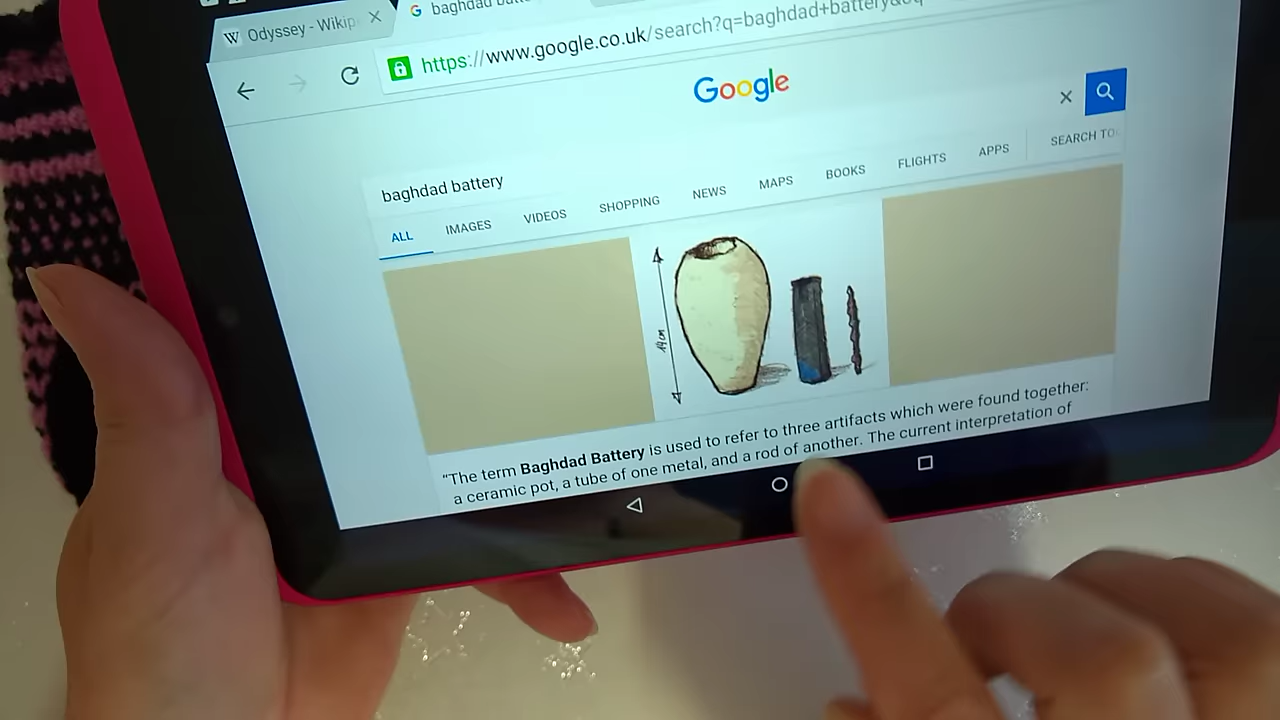 Odyssey - Wikip
baghdad
https://www.google.co.uk/search?q=baghdad+battery&oq
Google
baghdad battery
ALL IMAGES VIDEOS SHOPPING NEWS MAPS BOOKS FLIGHTS APPS SEARCH TO
"The term Baghdad Battery is used to refer to three artifacts which were found together:
a ceramic pot, a tube of one metal, and a rod of another. The current interpretation of